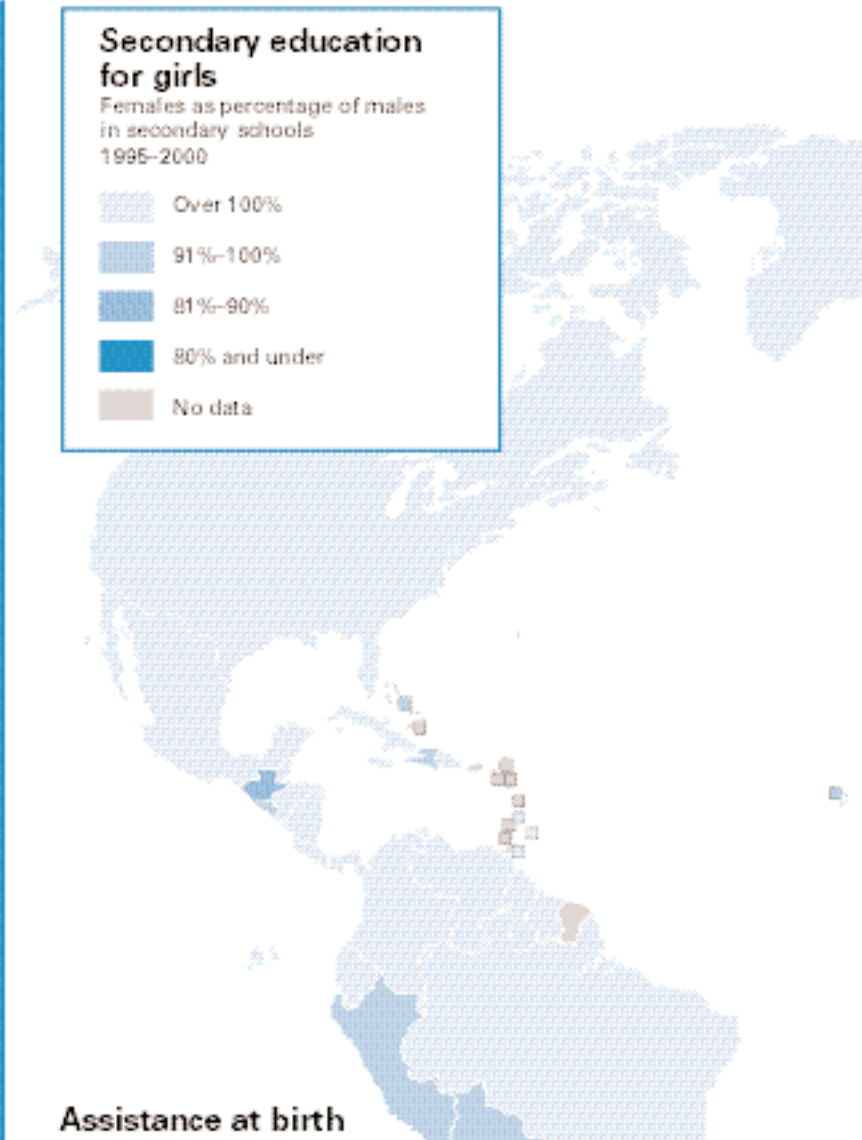 Secondary education
for girls
Females as percentage of males
in secondary schools
1995–2000
Over 100%
91%–100%
81%–90%
80% and under
No data
Assistance at birth